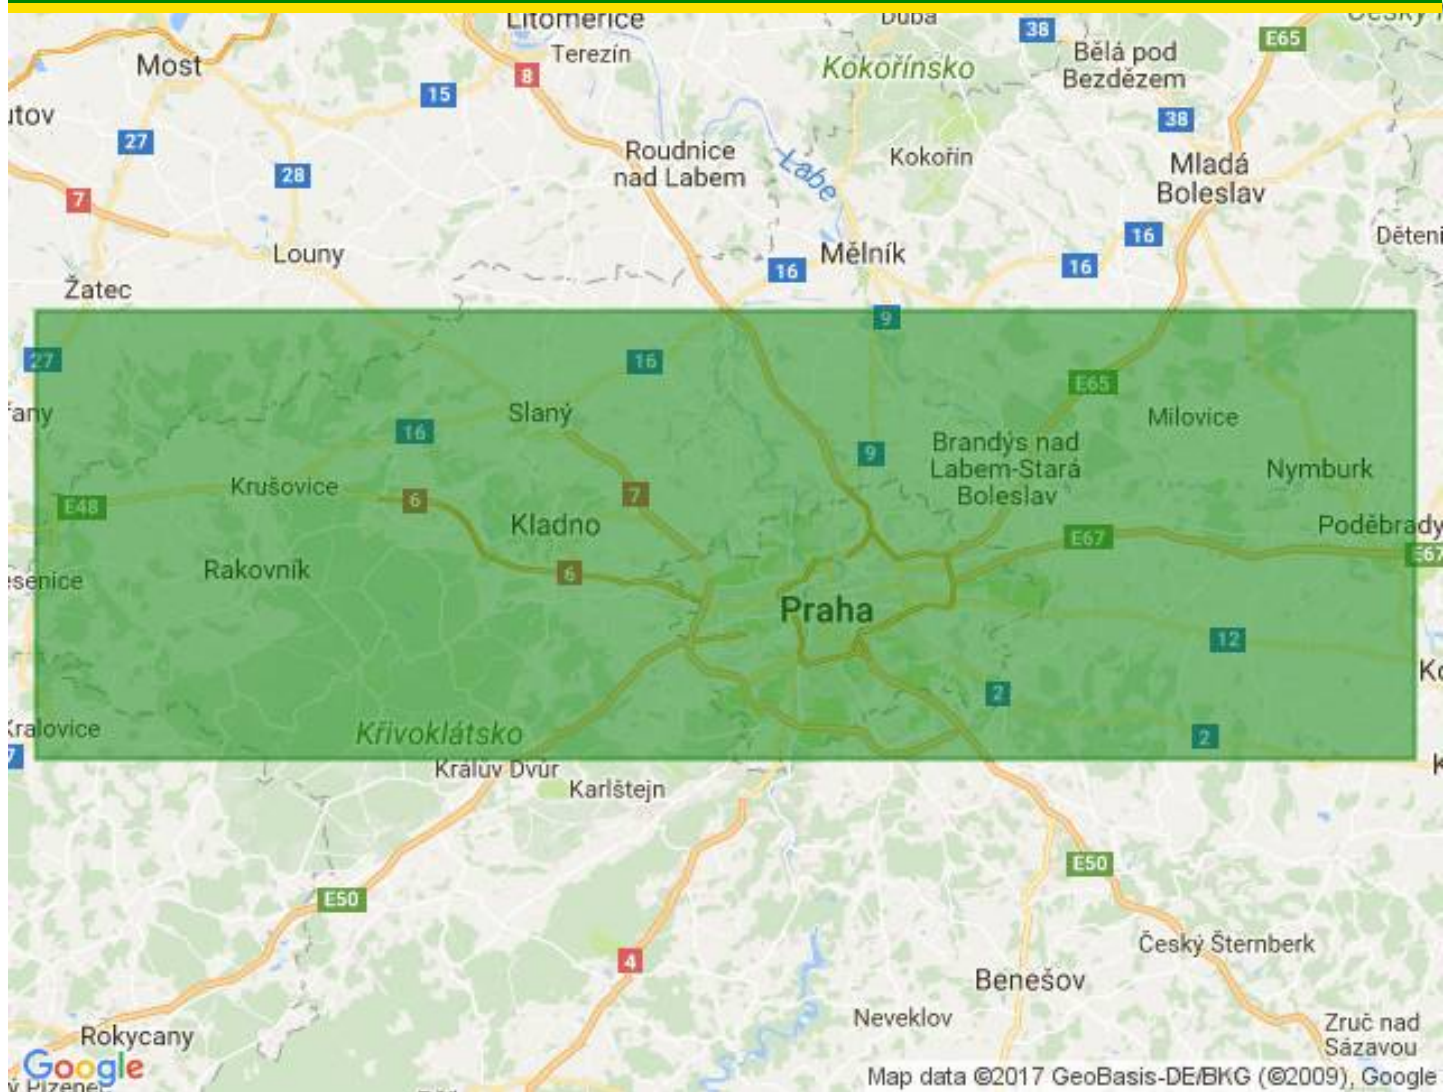 Litoměřice
Duba
38
E65
Most
Terezín
8
Kokořínsko
Bělá pod
Bezdězem
15
38
27
Roudnice
nad Labem
Labe
Kokořín
Mladá
Boleslav
28
7
16
Louny
16
Mělník
16
Děteni
Žatec
9
27
16
E65
Slaný
Milovice
16
9
Brandýs nad
Labem-Stará
Boleslav
Krušovice
6
7
Nymburk
E48
Kladno
E67
Poděbrady
E67
Rakovník
6
esenice
Praha
12
2
Kralovice
Křivoklátsko
2
Králův Dvůr
Karlštejn
E50
E50
4
Český Šternberk
Benešov
Neveklov
Rokycany
Zruč nad
Sázavou
Google
Map data ©2017 GeoBasis-DE/BKG (©2009), Google